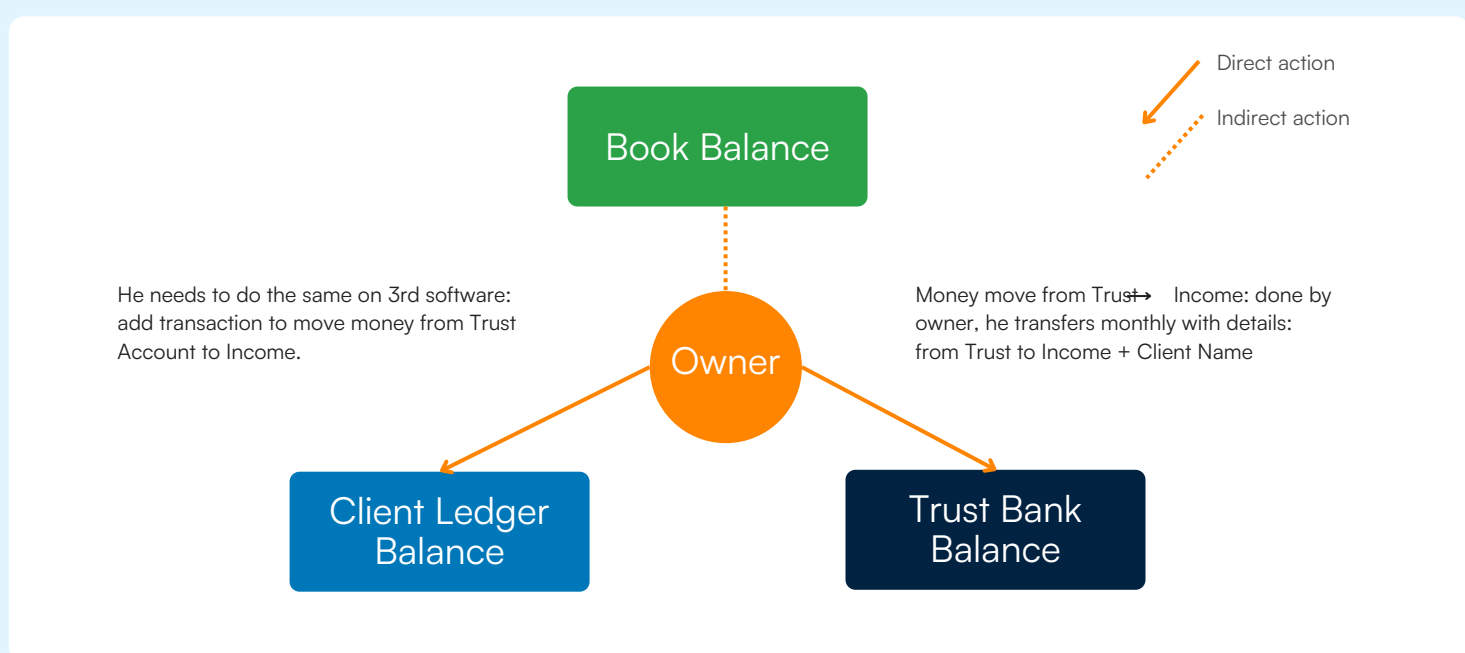 Direct action
Indirect action
Book Balance
He needs to do the same on 3rd software:
add transaction to move money from Trust
Account to Income.
Money move from Trust→ Income: done by
owner, he transfers monthly with details:
from Trust to Income + Client Name
Owner
Client Ledger
Balance
Trust Bank
Balance